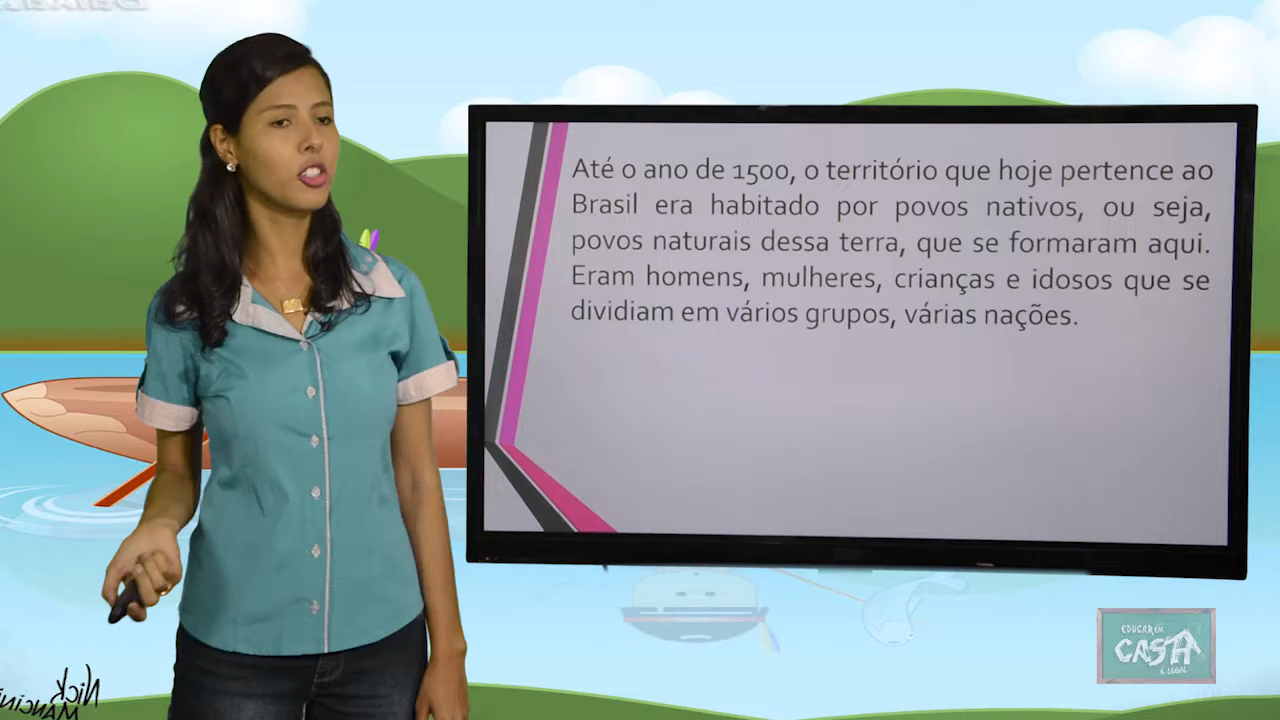 Até o ano de 1500, o território que hoje pertence ao
Brasil era habitado por povos nativos, ou seja,
povos naturais dessa terra, que se formaram aqui.
Eram homens, mulheres, crianças e idosos que se
dividiam em vários grupos, várias nações.
EDUCAR EM
CASA
É LEGAL
Nick
Mancini